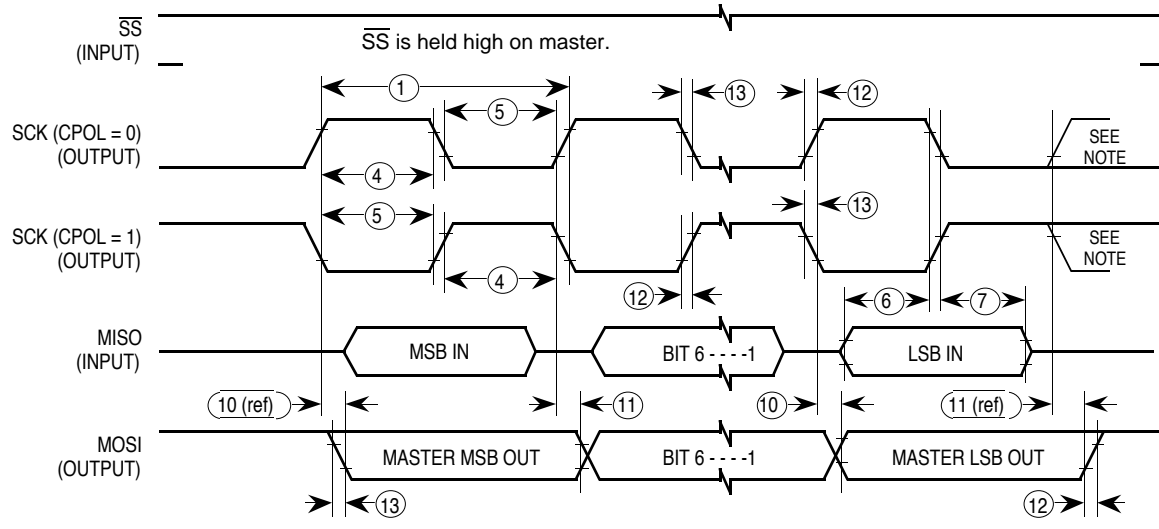 SS
(INPUT)
SS is held high on master.
1
5
13
12
SCK (CPOL = 0)
(OUTPUT)
SEE
NOTE
4
5
13
SCK (CPOL = 1)
(OUTPUT)
SEE
NOTE
4
12
6
7
MISO
(INPUT)
MSB IN
BIT 6 - - - -1
LSB IN
10 (ref)
11
10
11 (ref)
MOSI
(OUTPUT)
MASTER MSB OUT
BIT 6 - - - -1
MASTER LSB OUT
13
12